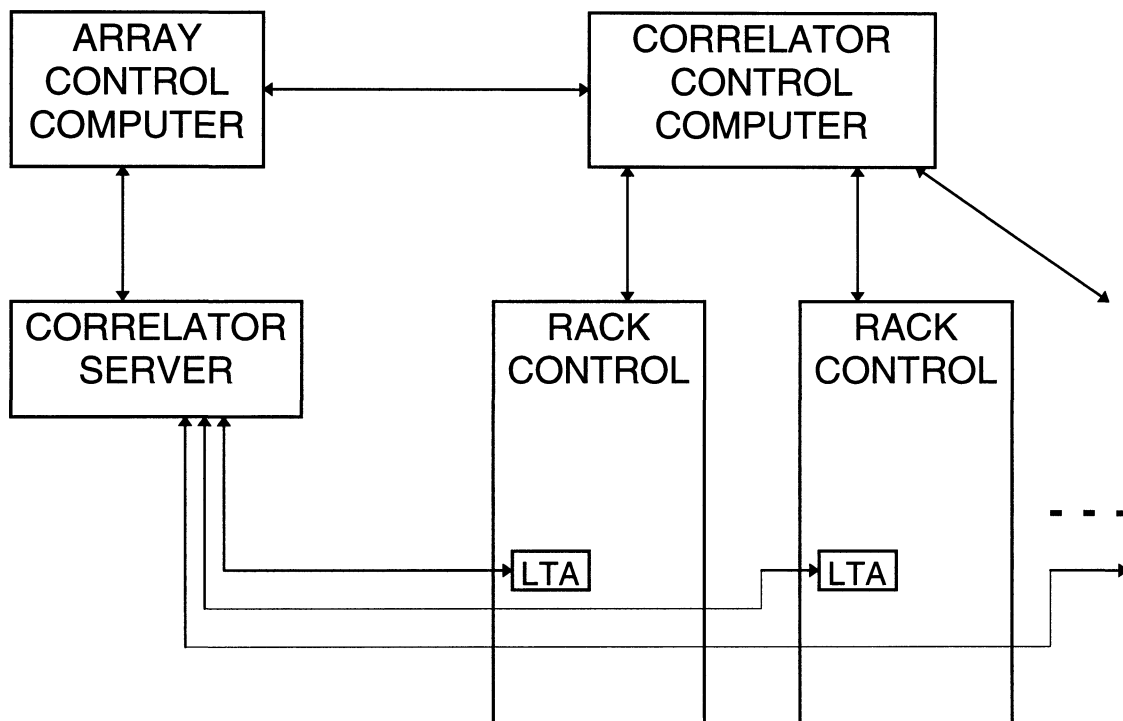 ARRAY
CONTROL
COMPUTER
CORRELATOR
CONTROL
COMPUTER
CORRELATOR
SERVER
RACK
CONTROL
RACK
CONTROL
LTA
LTA